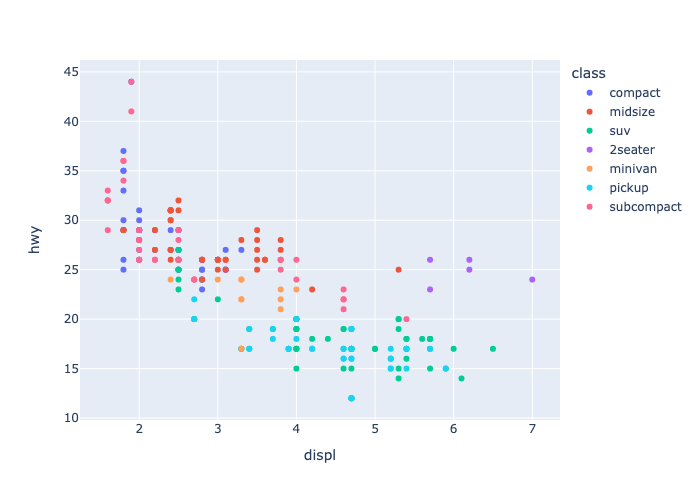 class
compact
midsize
suv
2seater
minivan
pickup
subcompact
hwy
45
40
35
30
25
20
15
10
2 3 4 5 6 7
displ